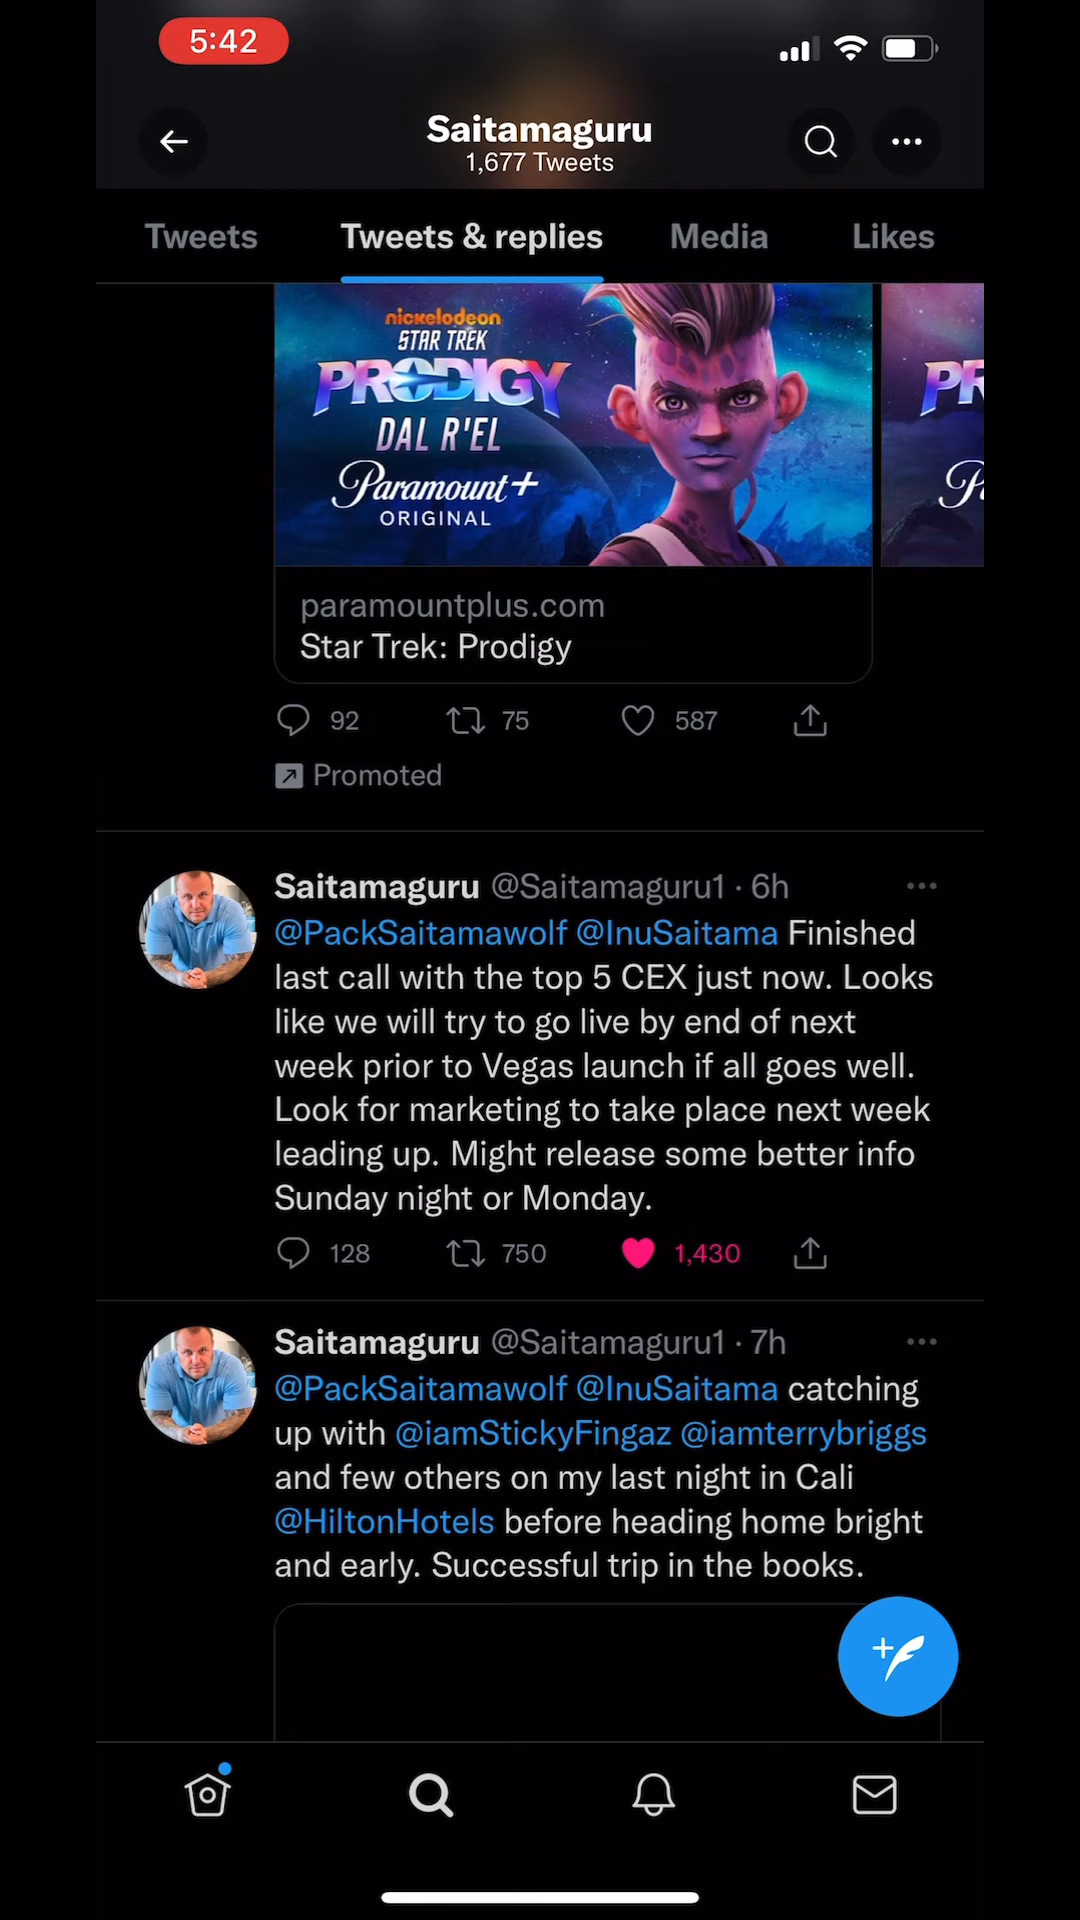 5:42
Saitamaguru
1,677 Tweets
Tweets
Tweets & replies
Media
Likes
nickelodeon
STAR TREK
PRODIGY
DAL R'EL
Paramount+
ORIGINAL
paramountplus.com
Star Trek: Prodigy
92
75
587
Promoted
Saitamaguru @Saitamaguru1 · 6h
@PackSaitamawolf @InuSaitama Finished
last call with the top 5 CEX just now. Looks
like we will try to go live by end of next
week prior to Vegas launch if all goes well.
Look for marketing to take place next week
leading up. Might release some better info
Sunday night or Monday.
128
750
1,430
Saitamaguru @Saitamaguru1 · 7h
@PackSaitamawolf @InuSaitama catching
up with @iamStickyFingaz @iamterrybriggs
and few others on my last night in Cali
@HiltonHotels before heading home bright
and early. Successful trip in the books.